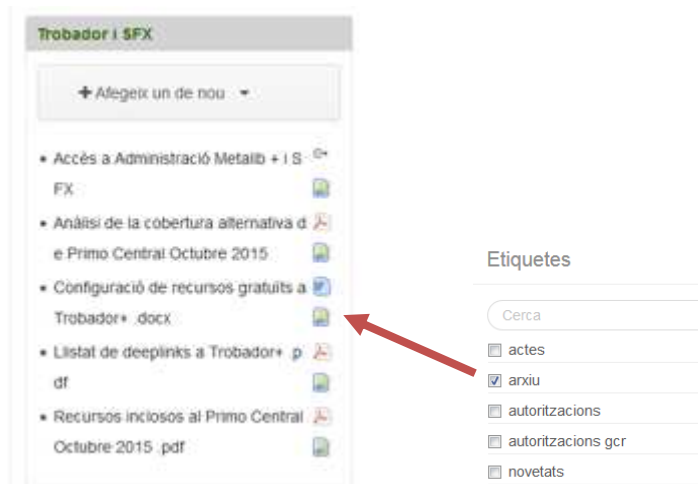 Trobador i SFX
+ Afegeix un de nou
• Accès a Administració Metalib + i S
FX
• Anàlisi de la cobertura alternativa d
e Primo Central Octubre 2015
• Configuració de recursos gratuïts a
Trobador+ .docx
• Llistat de deeplinks a Trobador+ .p
df
• Recursos inclosos al Primo Central
Octubre 2015 .pdf
Etiquetes
Cerca
actes
arxiu
autoritzacions
autoritzacions gcr
novetats